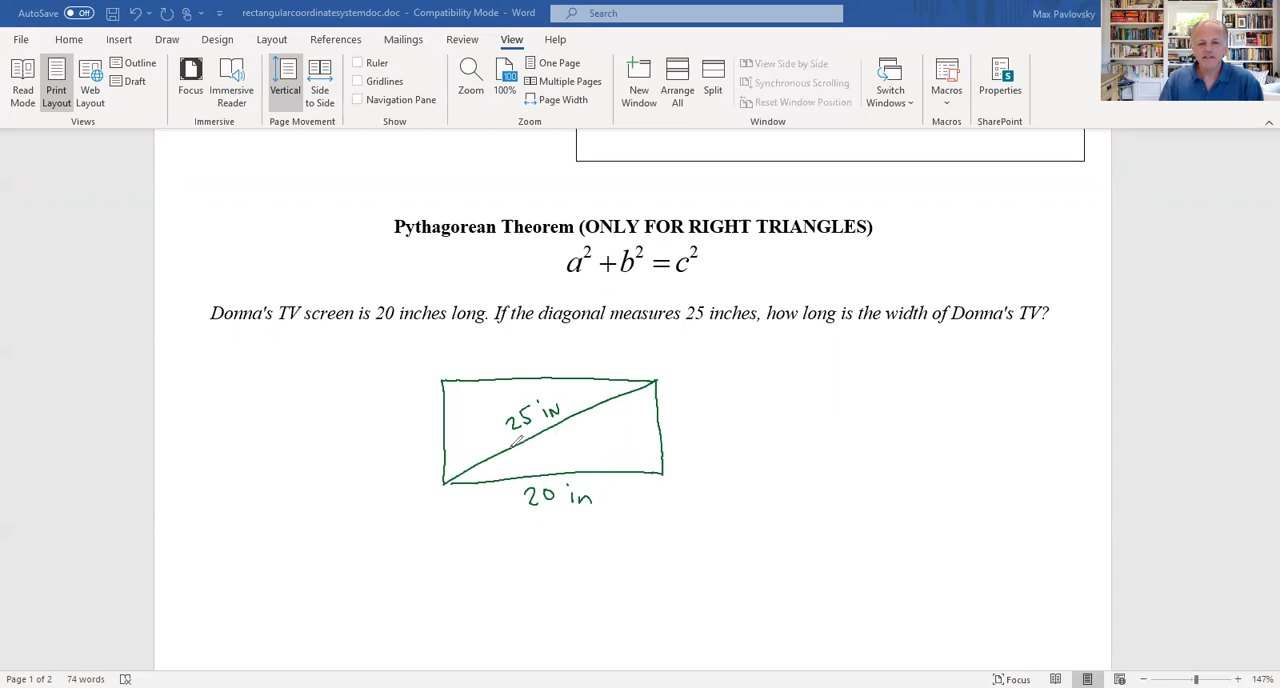 AutoSave Off rectangularcoordinatesystemdoc.doc - Compatibility Mode - Word Search Max Pavlovsky
File Home Insert Draw Design Layout References Mailings Review View Help
Read Mode Print Layout Web Layout Outline Draft Focus Immersive Reader Vertical Side to Side Ruler Gridlines Navigation Pane Zoom 100% One Page Multiple Pages Page Width New Window Arrange All Split View Side by Side Synchronous Scrolling Reset Window Position Switch Windows Macros Properties
Views Immersive Page Movement Show Zoom Window Macros SharePoint
Pythagorean Theorem (ONLY FOR RIGHT TRIANGLES)
a² + b² = c²
Donna's TV screen is 20 inches long. If the diagonal measures 25 inches, how long is the width of Donna's TV?
25 in
20 in
Page 1 of 2 74 words Focus 147%